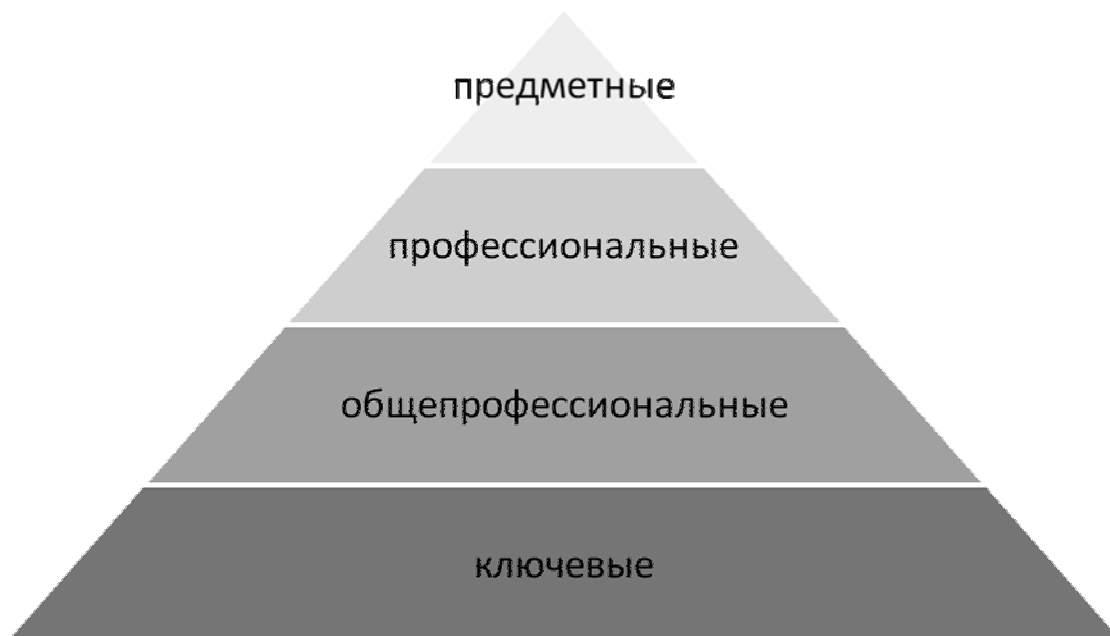 предметные
профессиональные
общепрофессиональные
ключевые